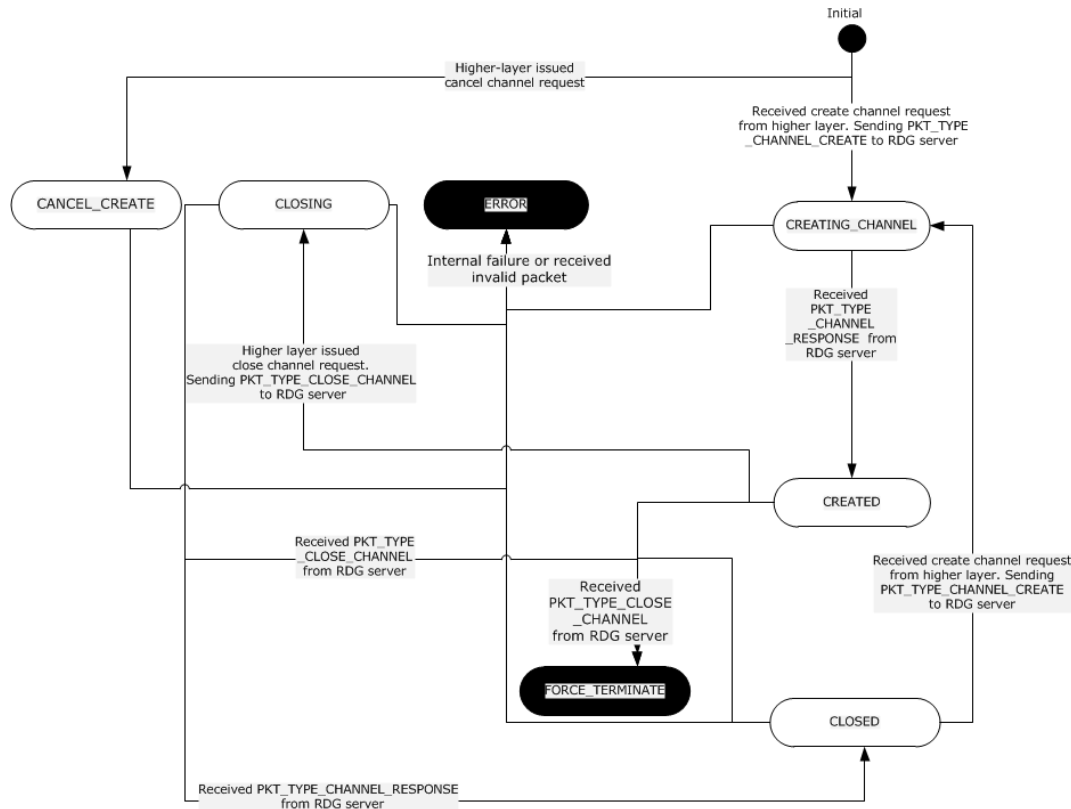 Initial
Higher-layer issued
cancel channel request
Received create channel request
from higher layer. Sending PKT_TYPE
_CHANNEL_CREATE to RDG server
CANCEL_CREATE
CLOSING
ERROR
CREATING_CHANNEL
Internal failure or received
invalid packet
Received
PKT_TYPE
_CHANNEL
_RESPONSE from
RDG server
Higher layer issued
close channel request.
Sending PKT_TYPE_CLOSE_CHANNEL
to RDG server
CREATED
Received PKT_TYPE
_CLOSE_CHANNEL
from RDG server
Received create channel request
from higher layer. Sending
PKT_TYPE_CHANNEL_CREATE
to RDG server
Received
PKT_TYPE_CLOSE
_CHANNEL
from RDG server
FORCE_TERMINATE
CLOSED
Received PKT_TYPE_CHANNEL_RESPONSE
from RDG server